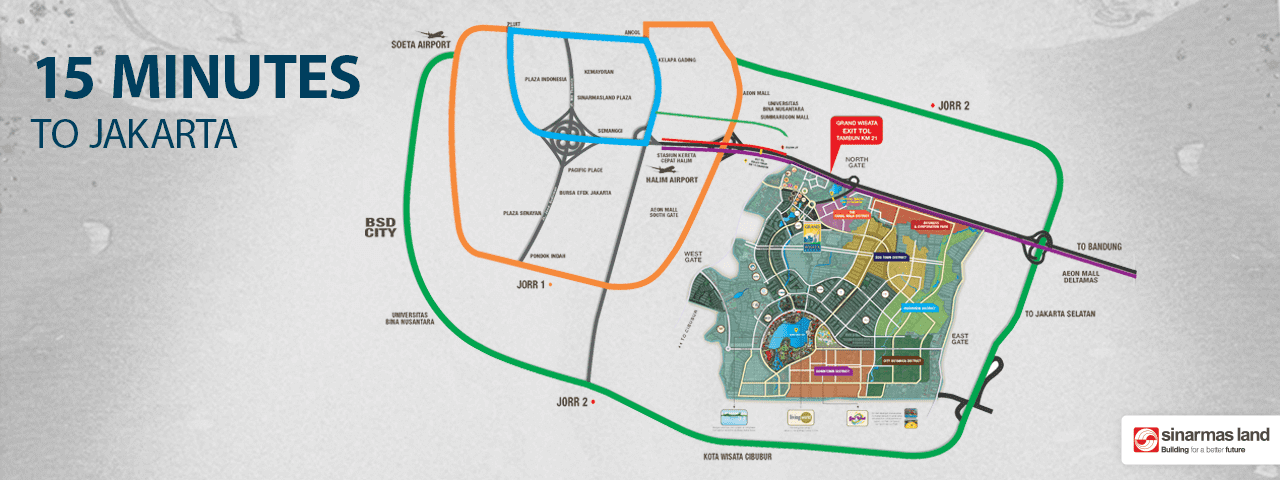 15 MINUTES
TO JAKARTA
SOETA AIRPORT
PLUIT
ANCOL
KEMAYORAN
PLAZA INDONESIA
SINARMASLAND PLAZA
SEMANGGI
KELAPA GADING
AEON MALL
UNIVERSITAS
BINA NUSANTARA
SUMMARECON MALL
JORR 2
GRAND WISATA
EXIT TOL
TAMBUN KM 21
NORTH
GATE
STASIUN KERETA
CEPAT HALIM
HALIM AIRPORT
PACIFIC PLACE
BURSA EFEK JAKARTA
PLAZA SENAYAN
AEON MALL
SOUTH GATE
PONDOK INDAH
BSD
CITY
JORR 1
WEST
GATE
TO CIBUBUR
GRAND
TO BANDUNG
AEON MALL
DELTAMAS
TO JAKARTA SELATAN
EAST
GATE
UNIVERSITAS
BINA NUSANTARA
JORR 2
KOTA WISATA CIBUBUR
sinarmas land
Building for a better future